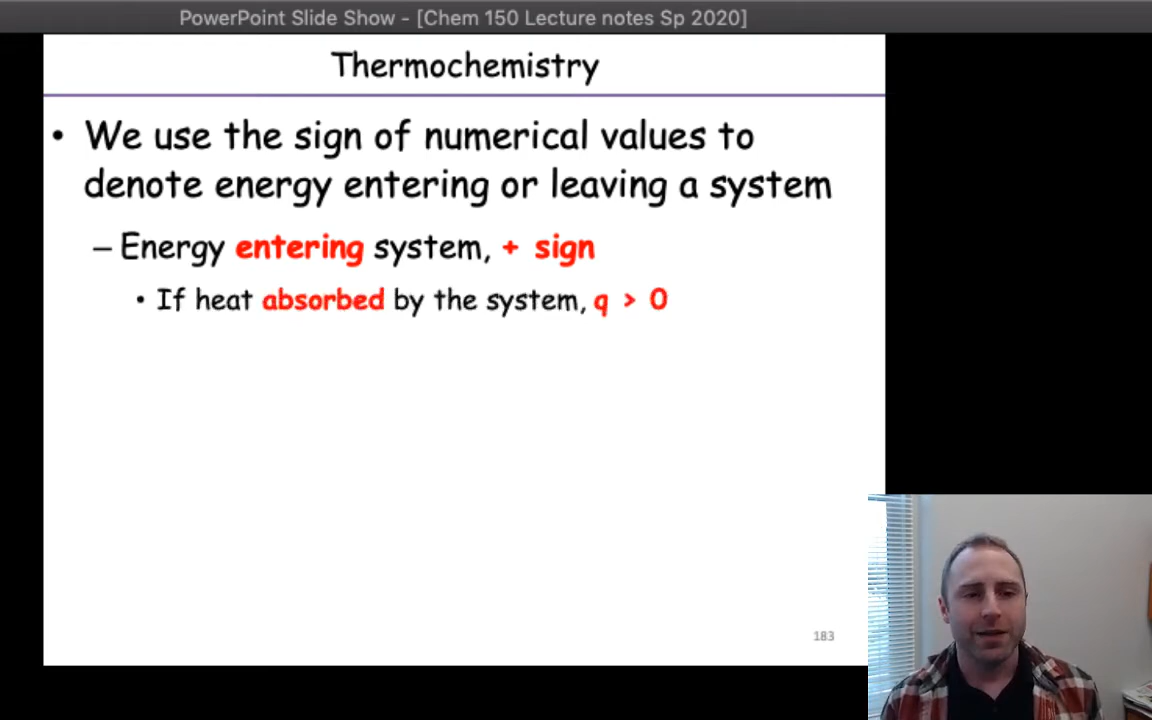 PowerPoint Slide Show - [Chem 150 Lecture notes Sp 2020]
Thermochemistry
• We use the sign of numerical values to
denote energy entering or leaving a system
– Energy entering system, + sign
• If heat absorbed by the system, q > 0
183